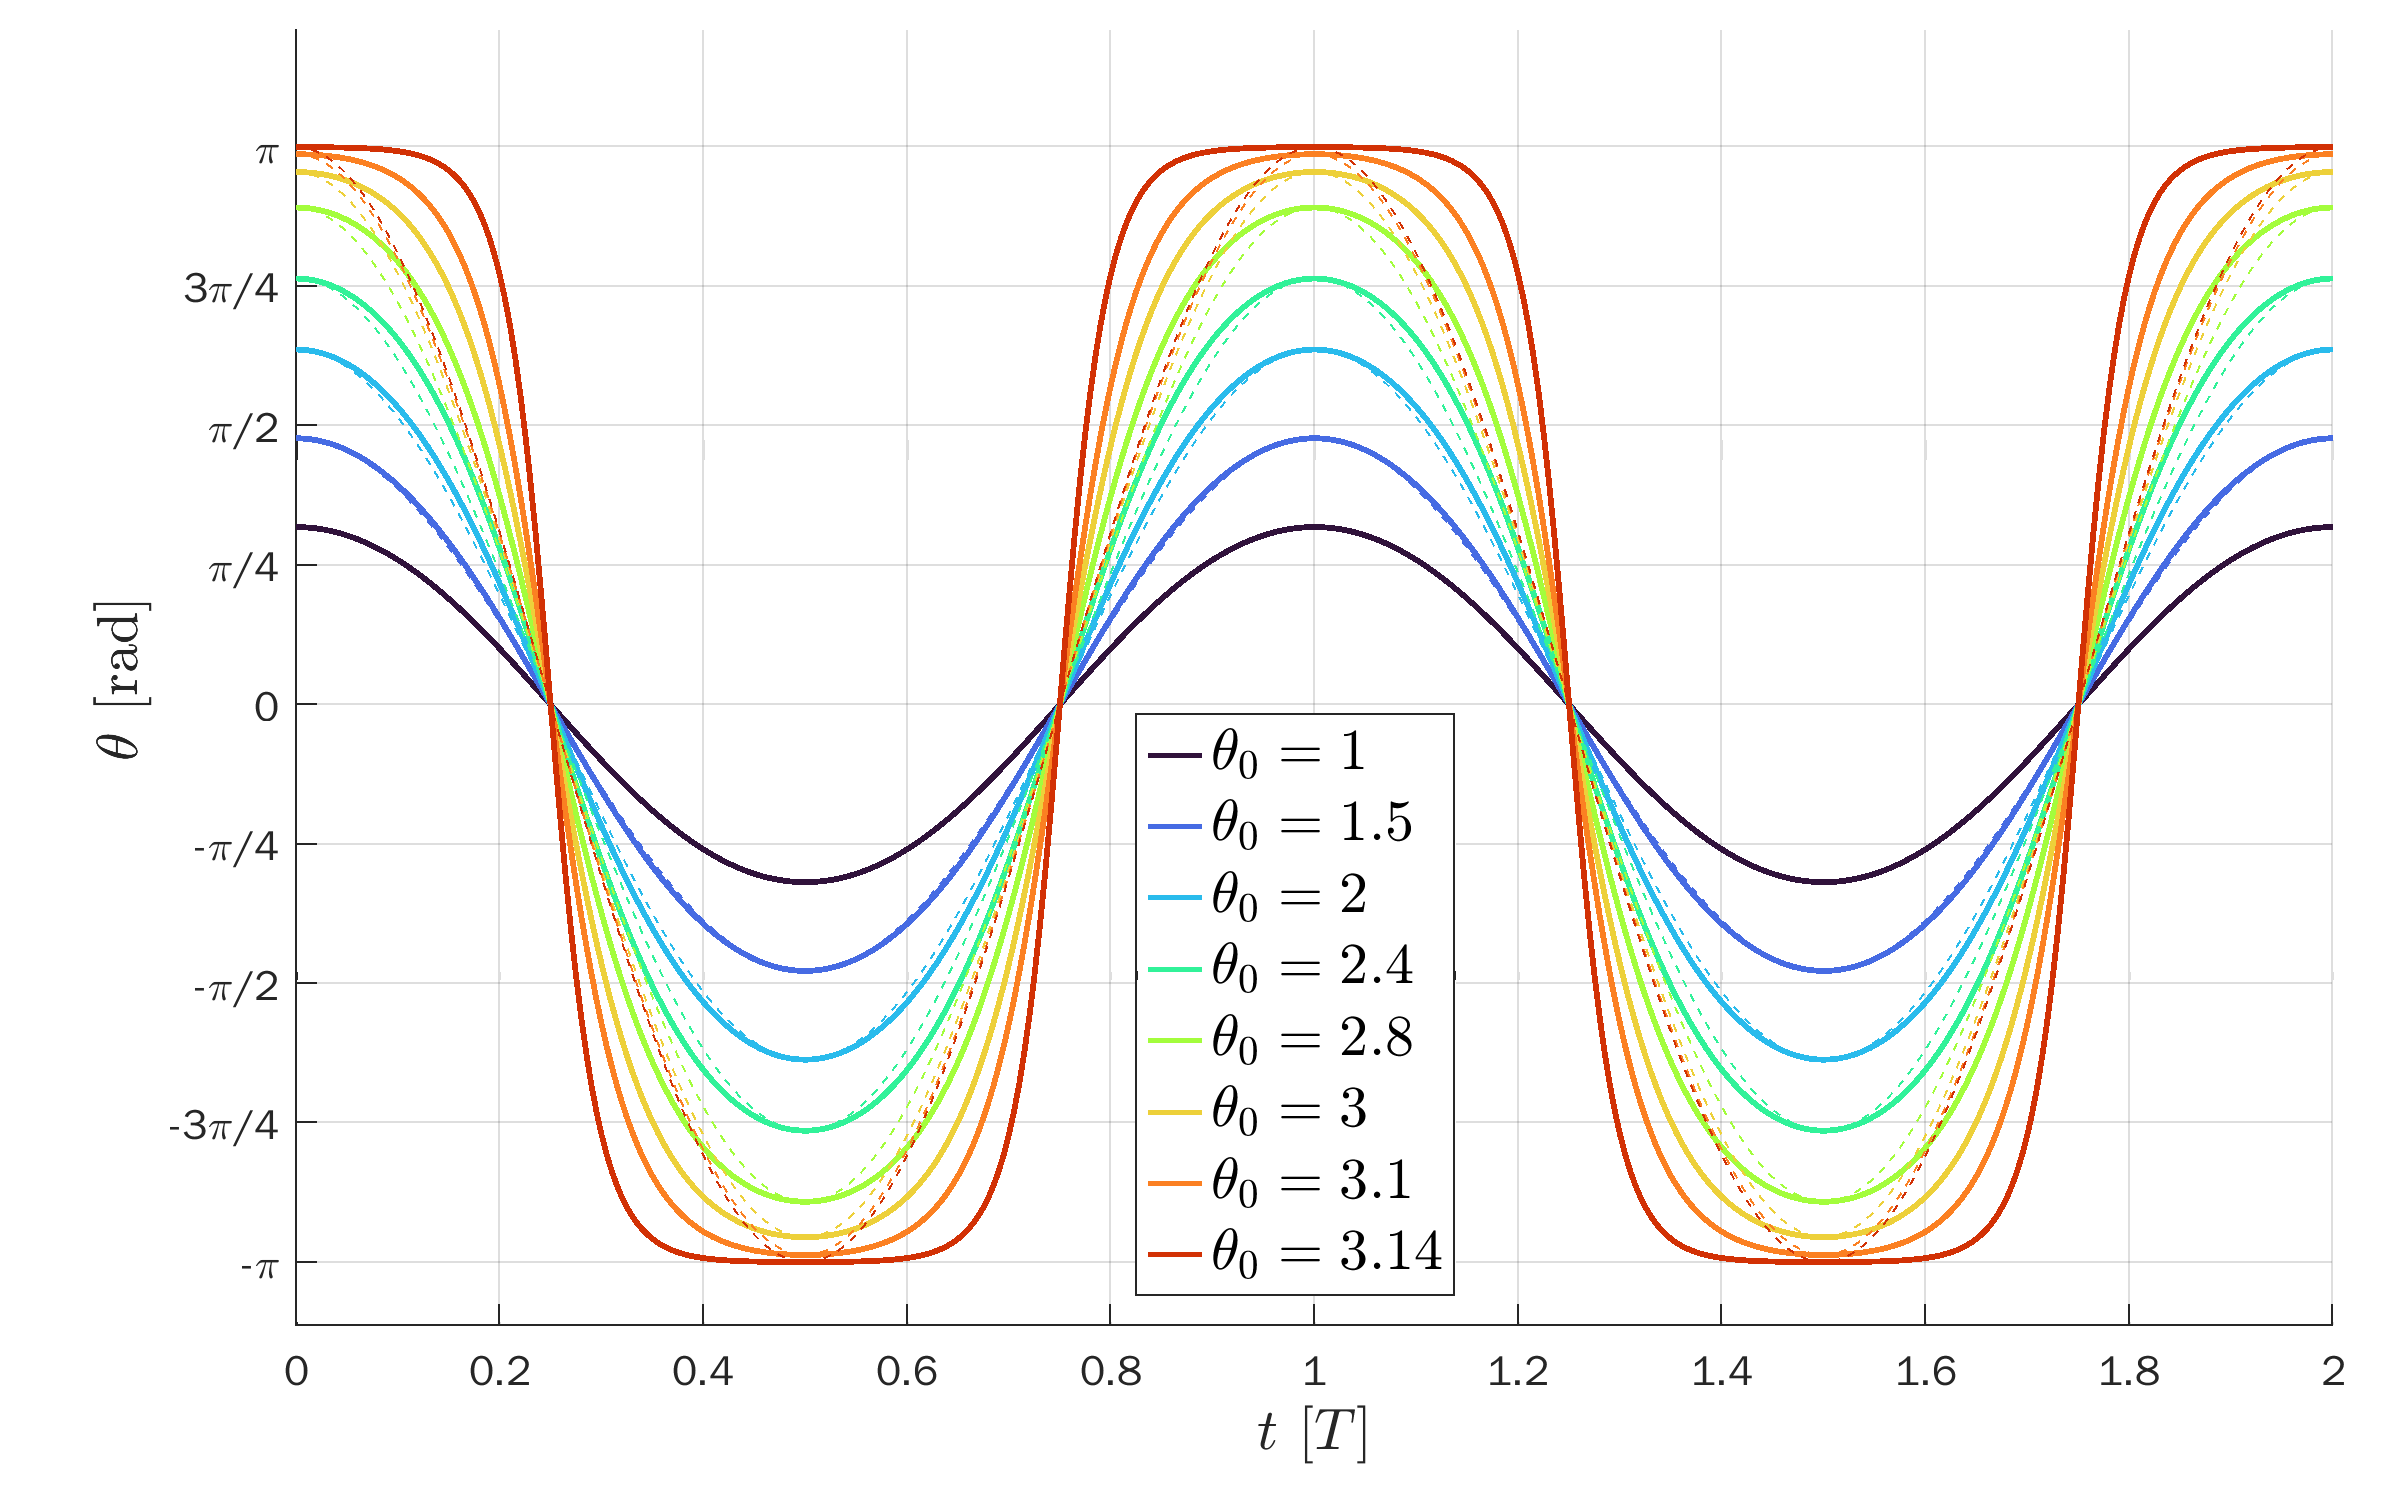 π
3π/4
π/2
π/4
0
-π/4
-π/2
-3π/4
-π
θ [rad]
θ₀ = 1
θ₀ = 1.5
θ₀ = 2
θ₀ = 2.4
θ₀ = 2.8
θ₀ = 3
θ₀ = 3.1
θ₀ = 3.14
0 0.2 0.4 0.6 0.8 1 1.2 1.4 1.6 1.8 2
t [T]